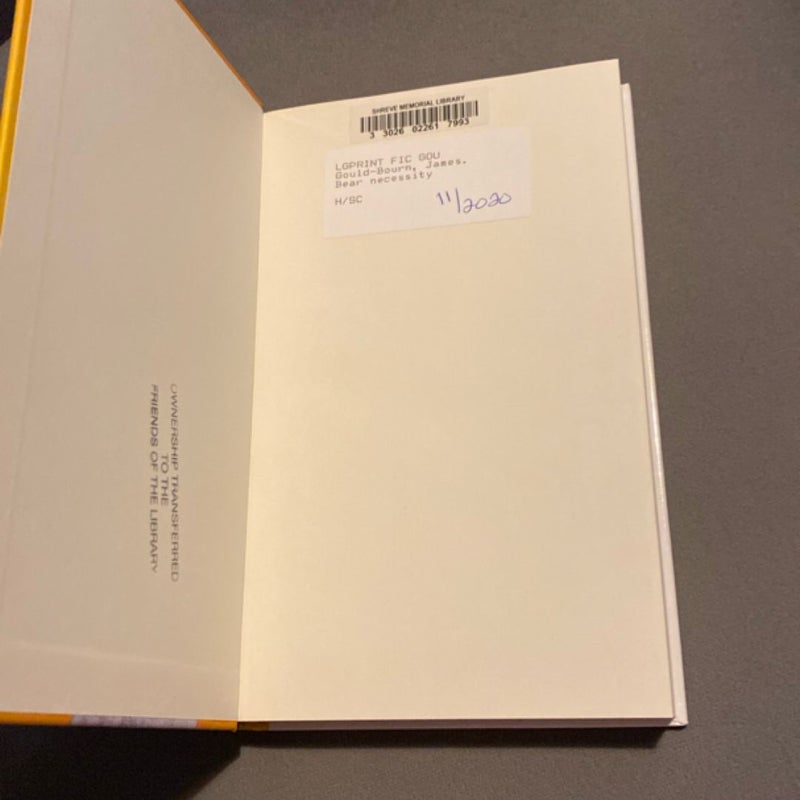 SHREVE MEMORIAL LIBRARY
3 3026 02261 7993
LGPRINT FIC GOU
Gould-Bourn, James.
Bear necessity
H/SC
11/2020
OWNERSHIP TRANSFERRED
TO THE
FRIENDS OF THE LIBRARY